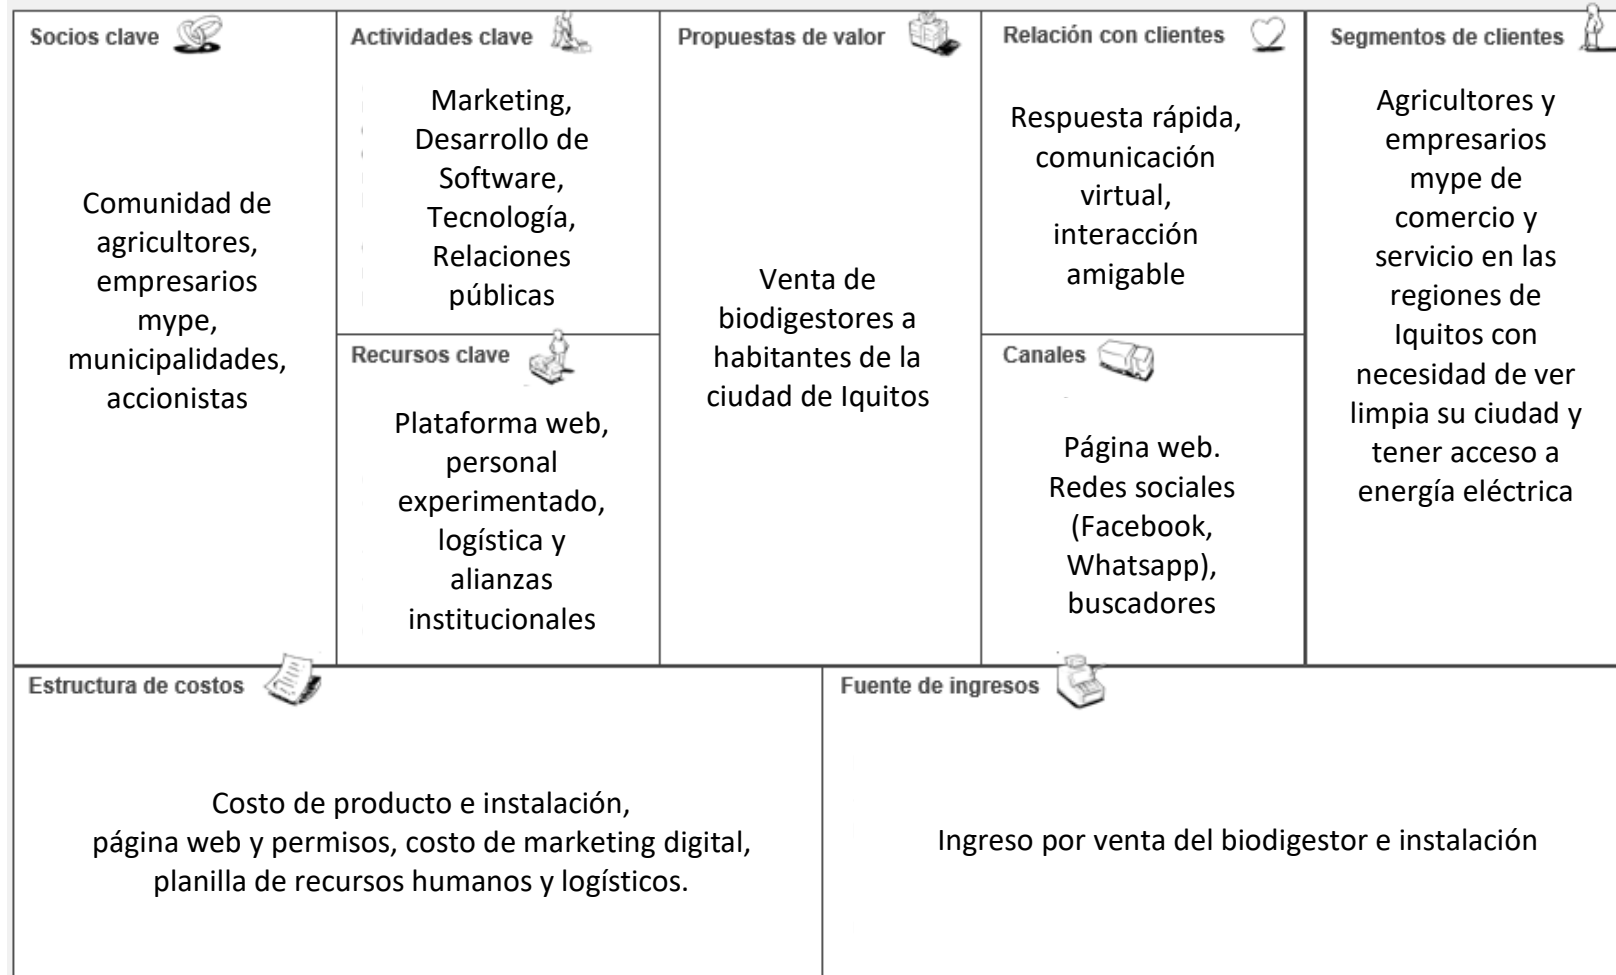 Socios clave
Comunidad de
agricultores,
empresarios
mype,
municipalidades,
accionistas
Actividades clave
Marketing,
Desarrollo de
Software,
Tecnología,
Relaciones
públicas
Recursos clave
Plataforma web,
personal
experimentado,
logística y
alianzas
institucionales
Propuestas de valor
Venta de
biodigestores a
habitantes de la
ciudad de Iquitos
Relación con clientes
Respuesta rápida,
comunicación
virtual,
interacción
amigable
Canales
Página web.
Redes sociales
(Facebook,
Whatsapp),
buscadores
Segmentos de clientes
Agricultores y
empresarios
mype de
comercio y
servicio en las
regiones de
Iquitos con
necesidad de ver
limpia su ciudad y
tener acceso a
energía eléctrica
Estructura de costos
Costo de producto e instalación,
página web y permisos, costo de marketing digital,
planilla de recursos humanos y logísticos.
Fuente de ingresos
Ingreso por venta del biodigestor e instalación